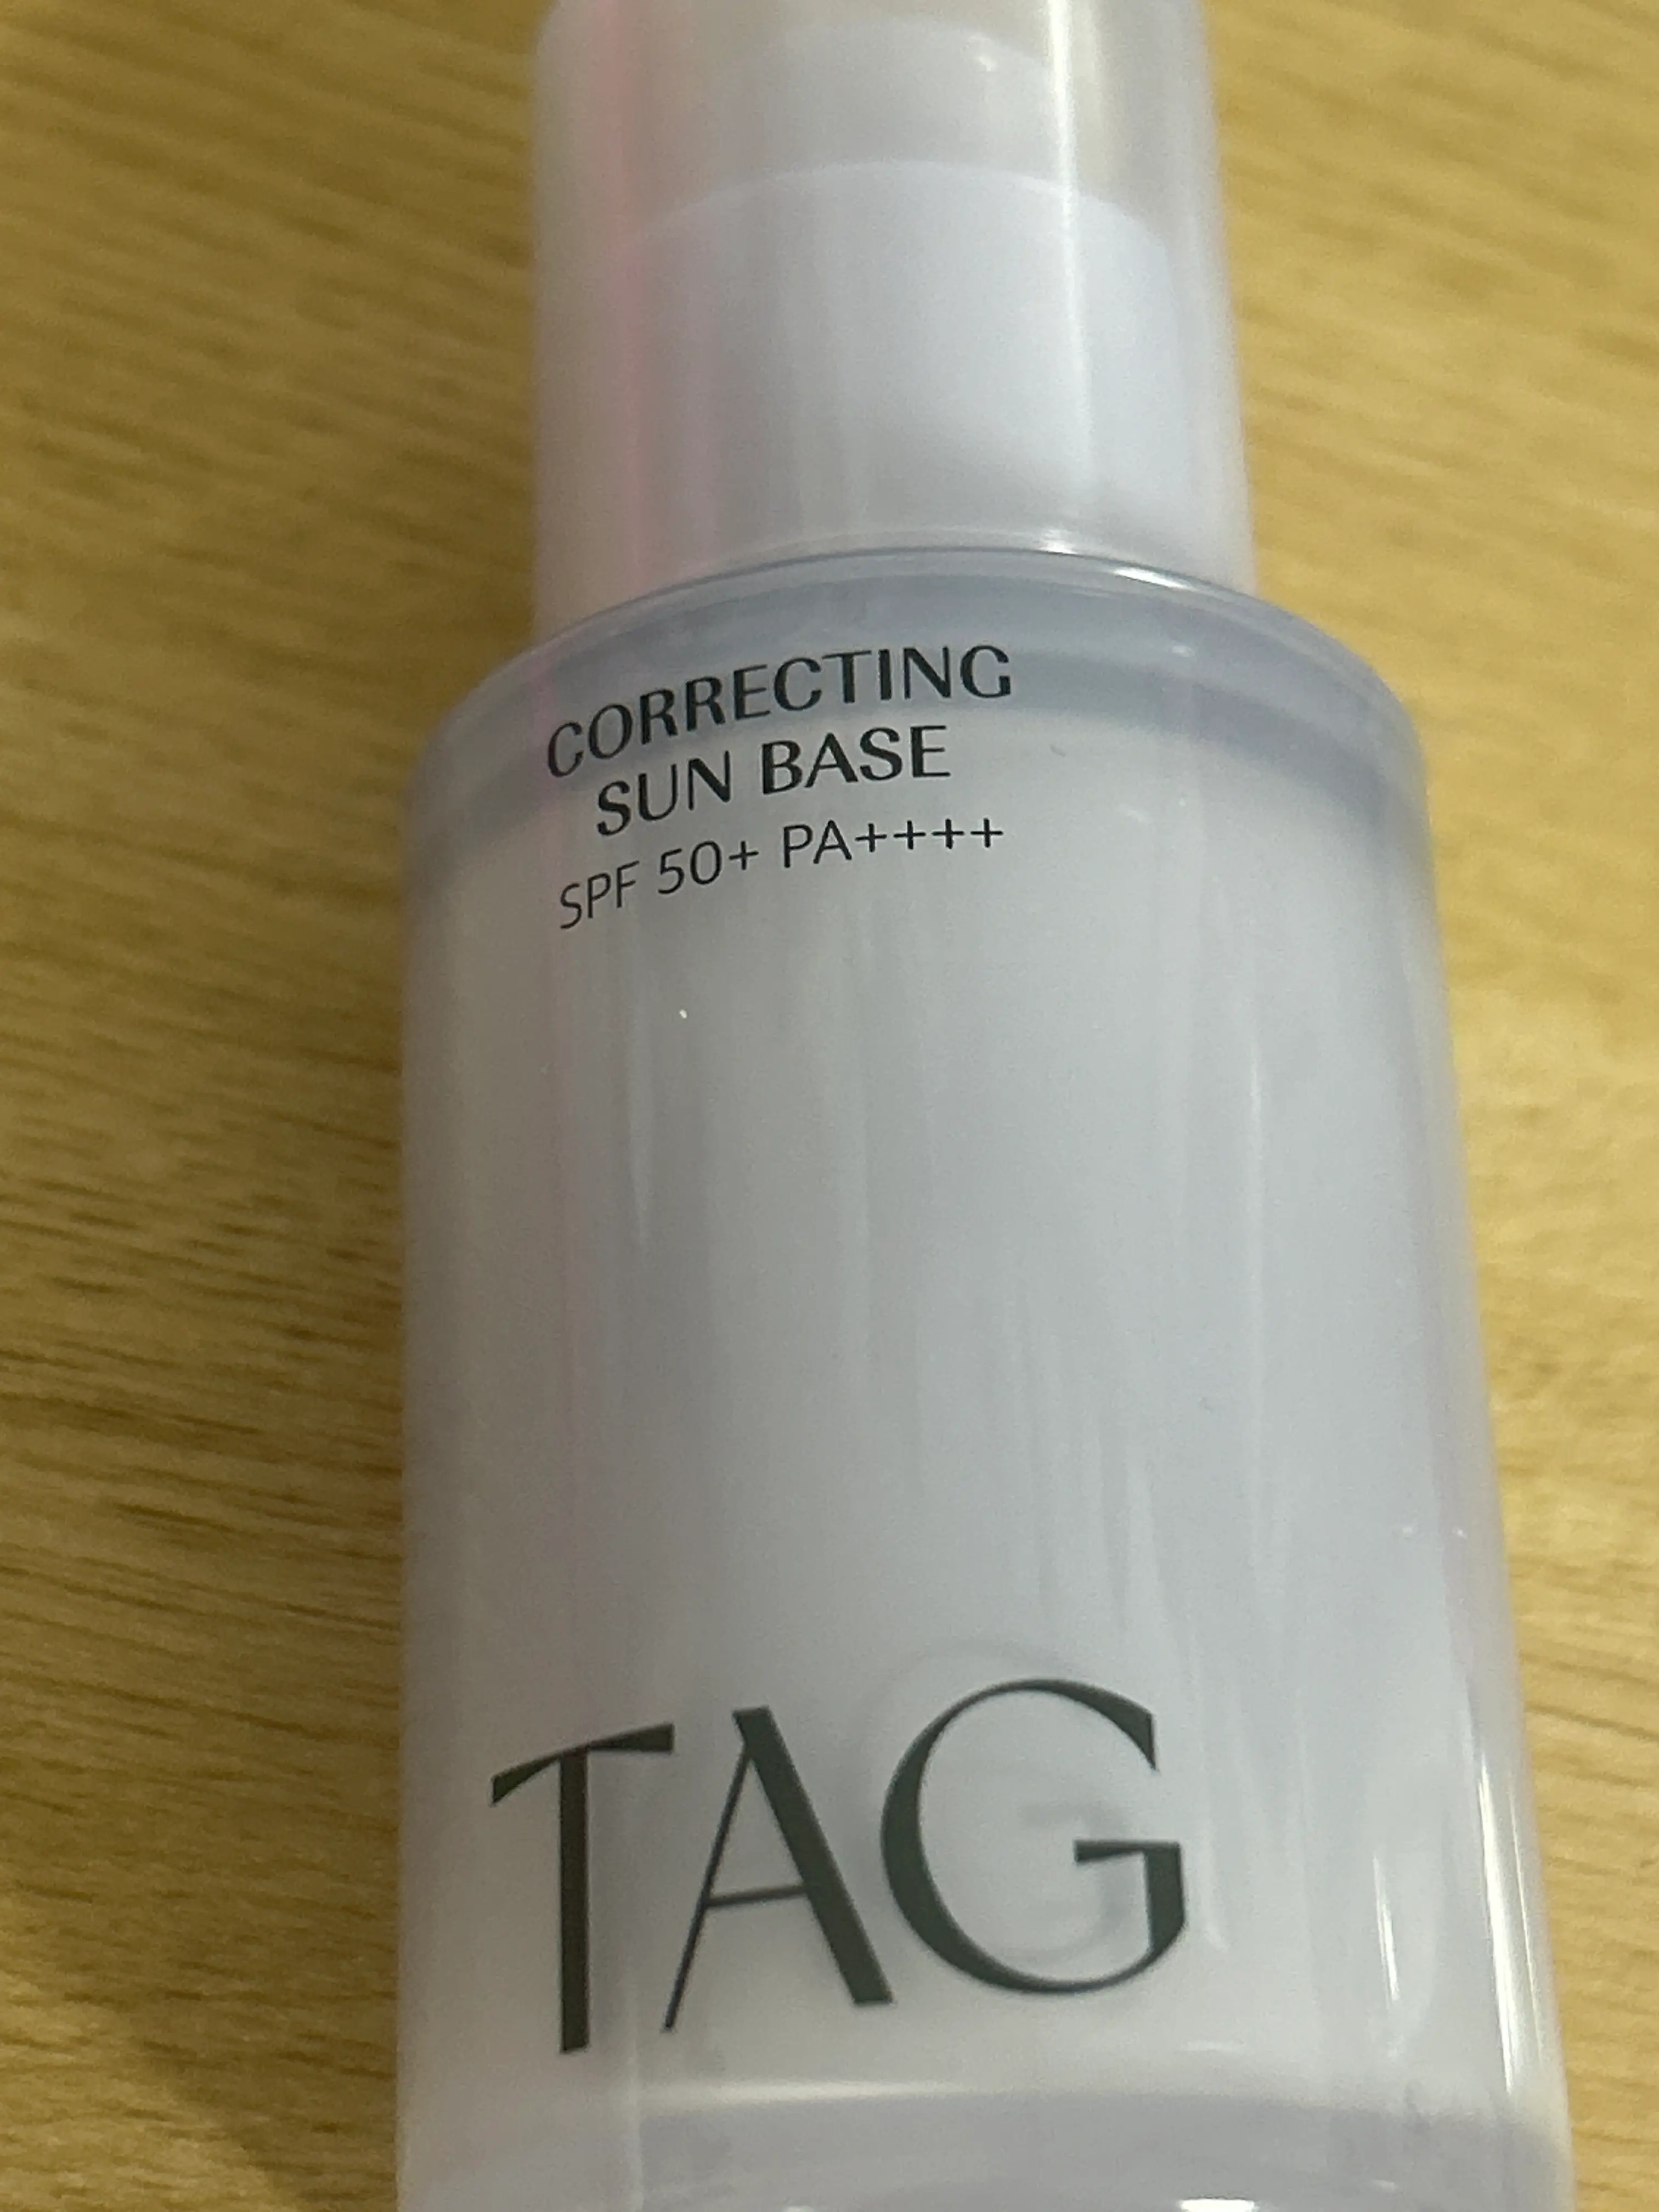 CORRECTING
SUN BASE
SPF 50+ PA++++
TAG